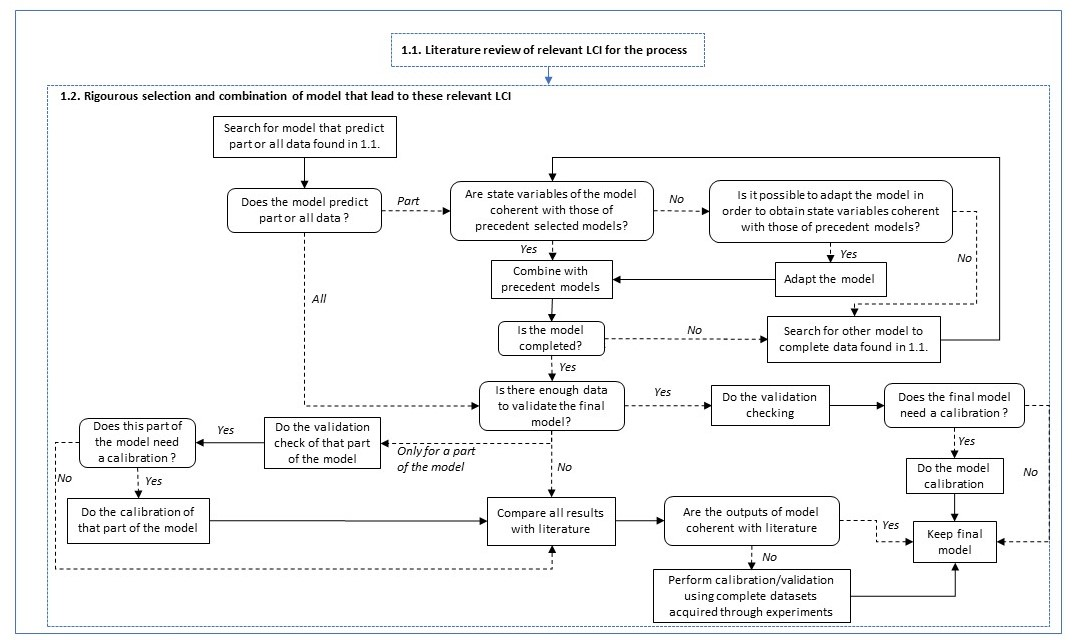 1.1. Literature review of relevant LCI for the process
1.2. Rigourous selection and combination of model that lead to these relevant LCI
Search for model that predict
part or all data found in 1.1.
Does the model predict
part or all data ?
Part
Are state variables of the model
coherent with those of
precedent selected models?
No
Is it possible to adapt the model in
order to obtain state variables coherent
with those of precedent models?
Yes
Yes
No
Combine with
precedent models
Adapt the model
All
Is the model
completed?
No
Search for other model to
complete data found in 1.1.
Yes
Is there enough data
to validate the final
model?
Yes
Do the validation
checking
Does the final model
need a calibration ?
Does this part of
the model need
a calibration ?
Yes
Do the validation
check of that part
of the model
Only for a part
of the model
Yes
No
No
Yes
No
Do the model
calibration
Do the calibration of
that part of the model
Compare all results
with literature
Are the outputs of model
coherent with literature
Yes
Keep final
model
No
Perform calibration/validation
using complete datasets
acquired through experiments